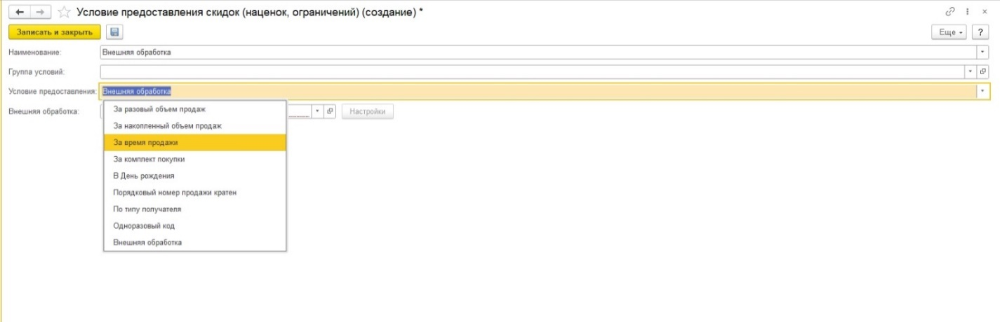 Условие предоставления скидок (наценок, ограничений) (создание) *
Записать и закрыть
Еще
?
Наименование: Внешняя обработка
Группа условий:
Условие предоставления: Внешняя обработка
Внешняя обработка: Настройки
За разовый объем продаж
За накопленный объем продаж
За время продажи
За комплект покупки
В День рождения
Порядковый номер продажи кратен
По типу получателя
Одноразовый код
Внешняя обработка